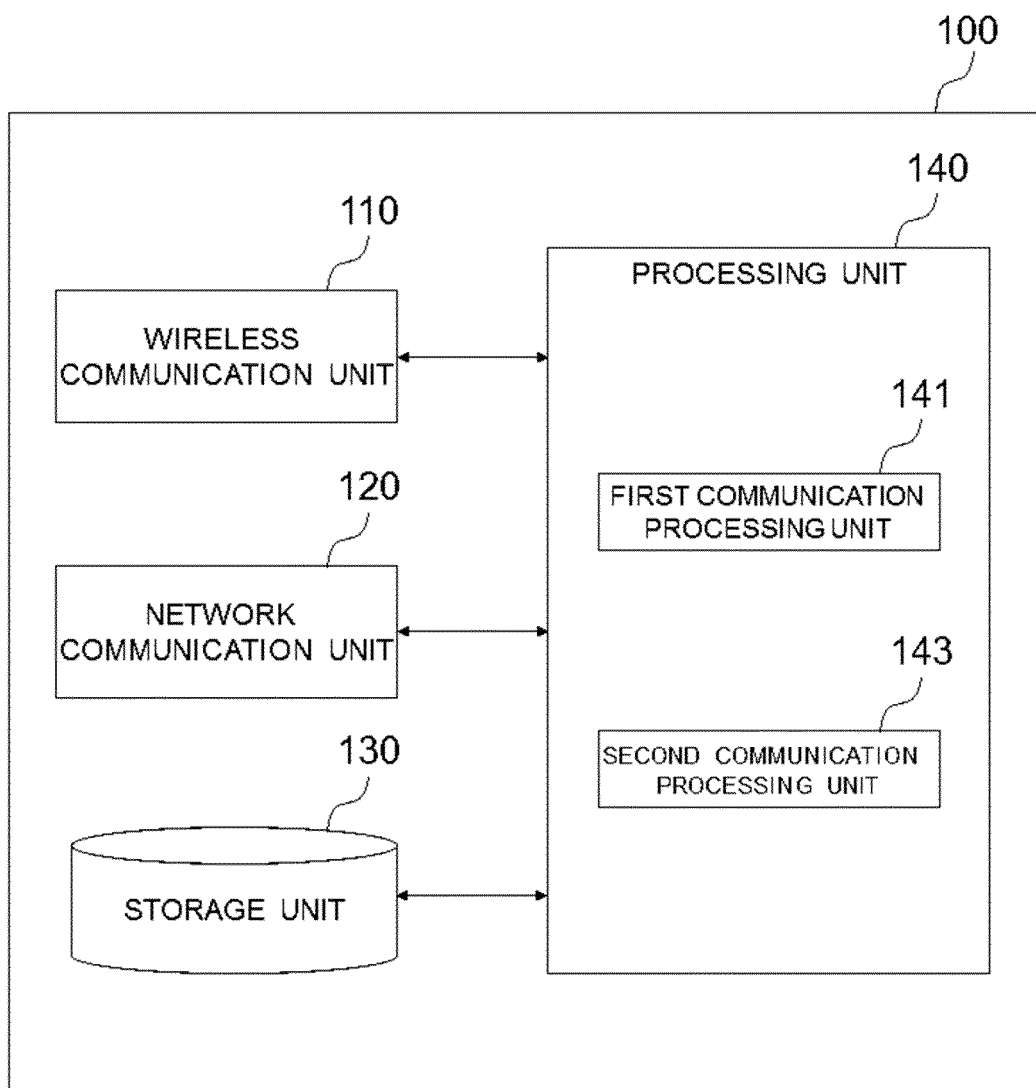 100
140
PROCESSING UNIT
110
WIRELESS
COMMUNICATION UNIT
141
FIRST COMMUNICATION
PROCESSING UNIT
120
NETWORK
COMMUNICATION UNIT
143
SECOND COMMUNICATION
PROCESSING UNIT
130
STORAGE UNIT